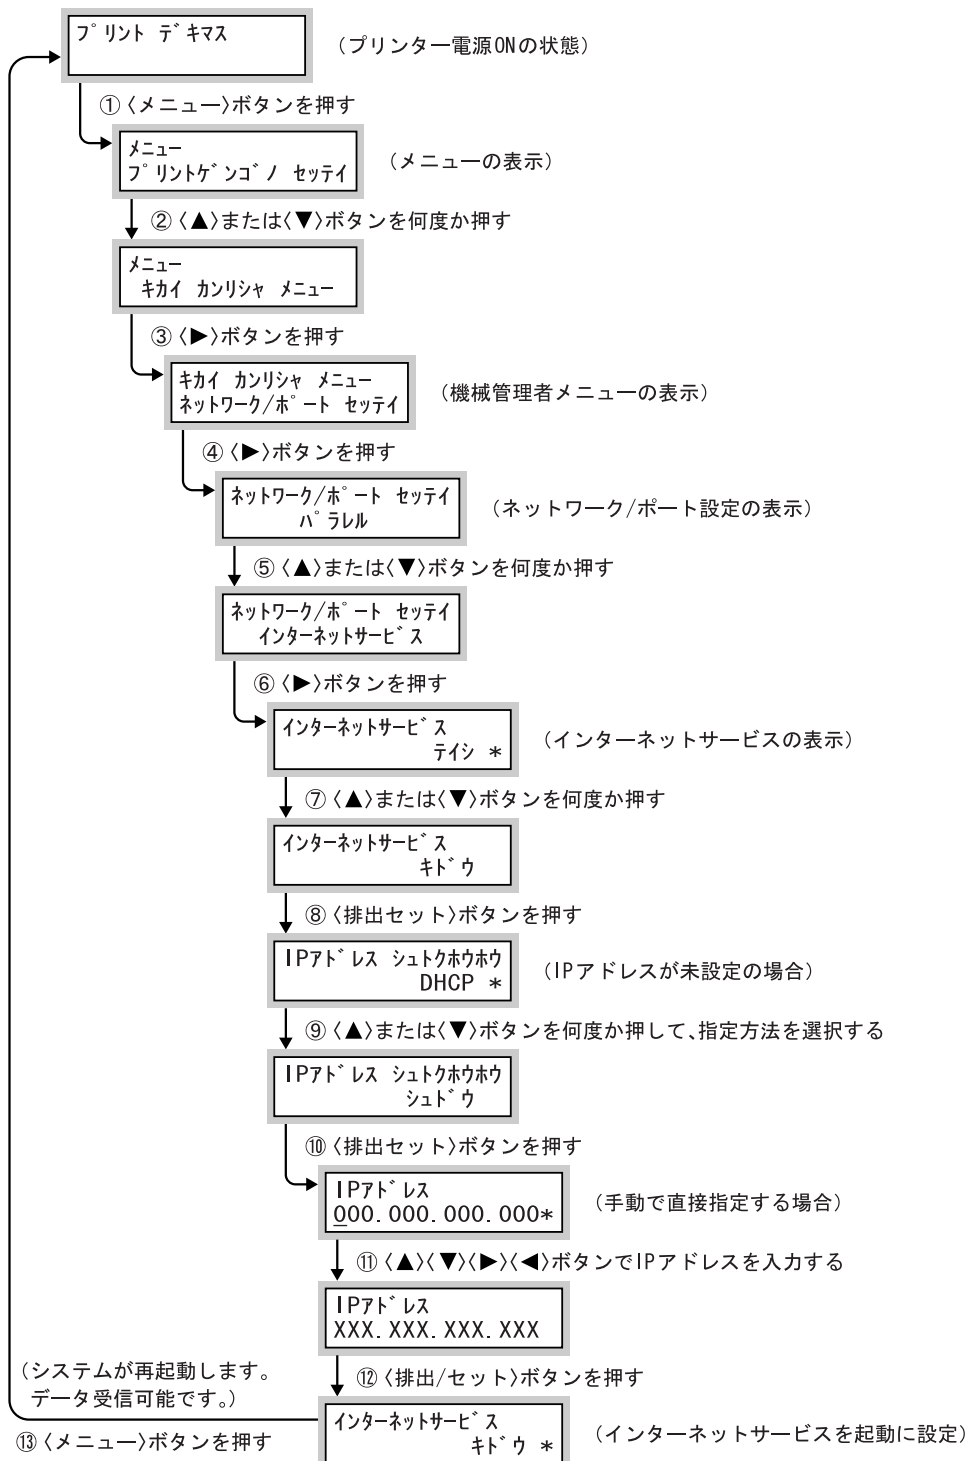 プリント デキマス
（プリンター電源ONの状態）
①〈メニュー〉ボタンを押す
メニュー
プリントゲンゴノ セッテイ
（メニューの表示）
②〈▲〉または〈▼〉ボタンを何度か押す
メニュー
キカイ カンリシャ メニュー
③〈▶〉ボタンを押す
キカイ カンリシャ メニュー
ネットワーク/ポート セッテイ
（機械管理者メニューの表示）
④〈▶〉ボタンを押す
ネットワーク/ポート セッテイ
パラレル
（ネットワーク/ポート設定の表示）
⑤〈▲〉または〈▼〉ボタンを何度か押す
ネットワーク/ポート セッテイ
インターネットサービス
⑥〈▶〉ボタンを押す
インターネットサービス
テイシ ＊
（インターネットサービスの表示）
⑦〈▲〉または〈▼〉ボタンを何度か押す
インターネットサービス
キドウ
⑧〈排出セット〉ボタンを押す
IPアドレス シュトクホウホウ
DHCP ＊
（IPアドレスが未設定の場合）
⑨〈▲〉または〈▼〉ボタンを何度か押して、指定方法を選択する
IPアドレス シュトクホウホウ
シュドウ
⑩〈排出セット〉ボタンを押す
IPアドレス
000.000.000.000＊
（手動で直接指定する場合）
⑪〈▲〉〈▼〉〈▶〉〈◀〉ボタンでIPアドレスを入力する
IPアドレス
XXX.XXX.XXX.XXX
⑫〈排出/セット〉ボタンを押す
（システムが再起動します。
データ受信可能です。）
インターネットサービス
キドウ ＊
（インターネットサービスを起動に設定）
⑬〈メニュー〉ボタンを押す